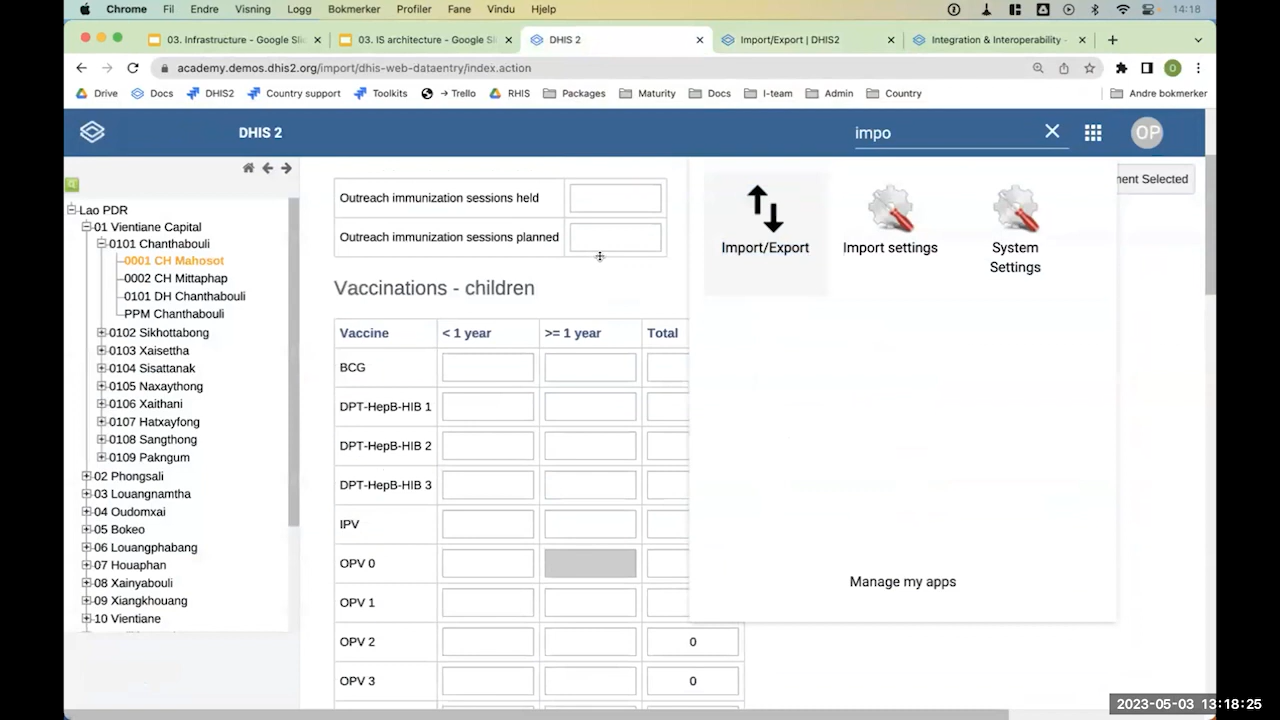 Chrome Fil Endre Visning Logg Bokmerker Profiler Fane Vindu Hjelp 14:18
03. Infrastructure - Google Sli 03. IS architecture - Google Sli DHIS 2 Import/Export | DHIS2 Integration & Interoperability -
academy.demos.dhis2.org/import/dhis-web-dataentry/index.action O
Drive Docs DHIS2 Country support Toolkits → Trello RHIS Packages Maturity Docs I-team Admin Country Andre bokmerker
DHIS 2 impo OP
nent Selected
Lao PDR
01 Vientiane Capital
0101 Chanthabouli
0001 CH Mahosot
0002 CH Mittaphap
0101 DH Chanthabouli
PPM Chanthabouli
0102 Sikhottabong
0103 Xaisettha
0104 Sisattanak
0105 Naxaythong
0106 Xaithani
0107 Hatxayfong
0108 Sangthong
0109 Pakngum
02 Phongsali
03 Louangnamtha
04 Oudomxai
05 Bokeo
06 Louangphabang
07 Houaphan
08 Xainyabouli
09 Xiangkhouang
10 Vientiane
Outreach immunization sessions held
Outreach immunization sessions planned
Vaccinations - children
Vaccine < 1 year >= 1 year Total
BCG
DPT-HepB-HIB 1
DPT-HepB-HIB 2
DPT-HepB-HIB 3
IPV
OPV 0
OPV 1
OPV 2 0
OPV 3 0
Import/Export Import settings System
Settings
Manage my apps
2023-05-03 13:18:25